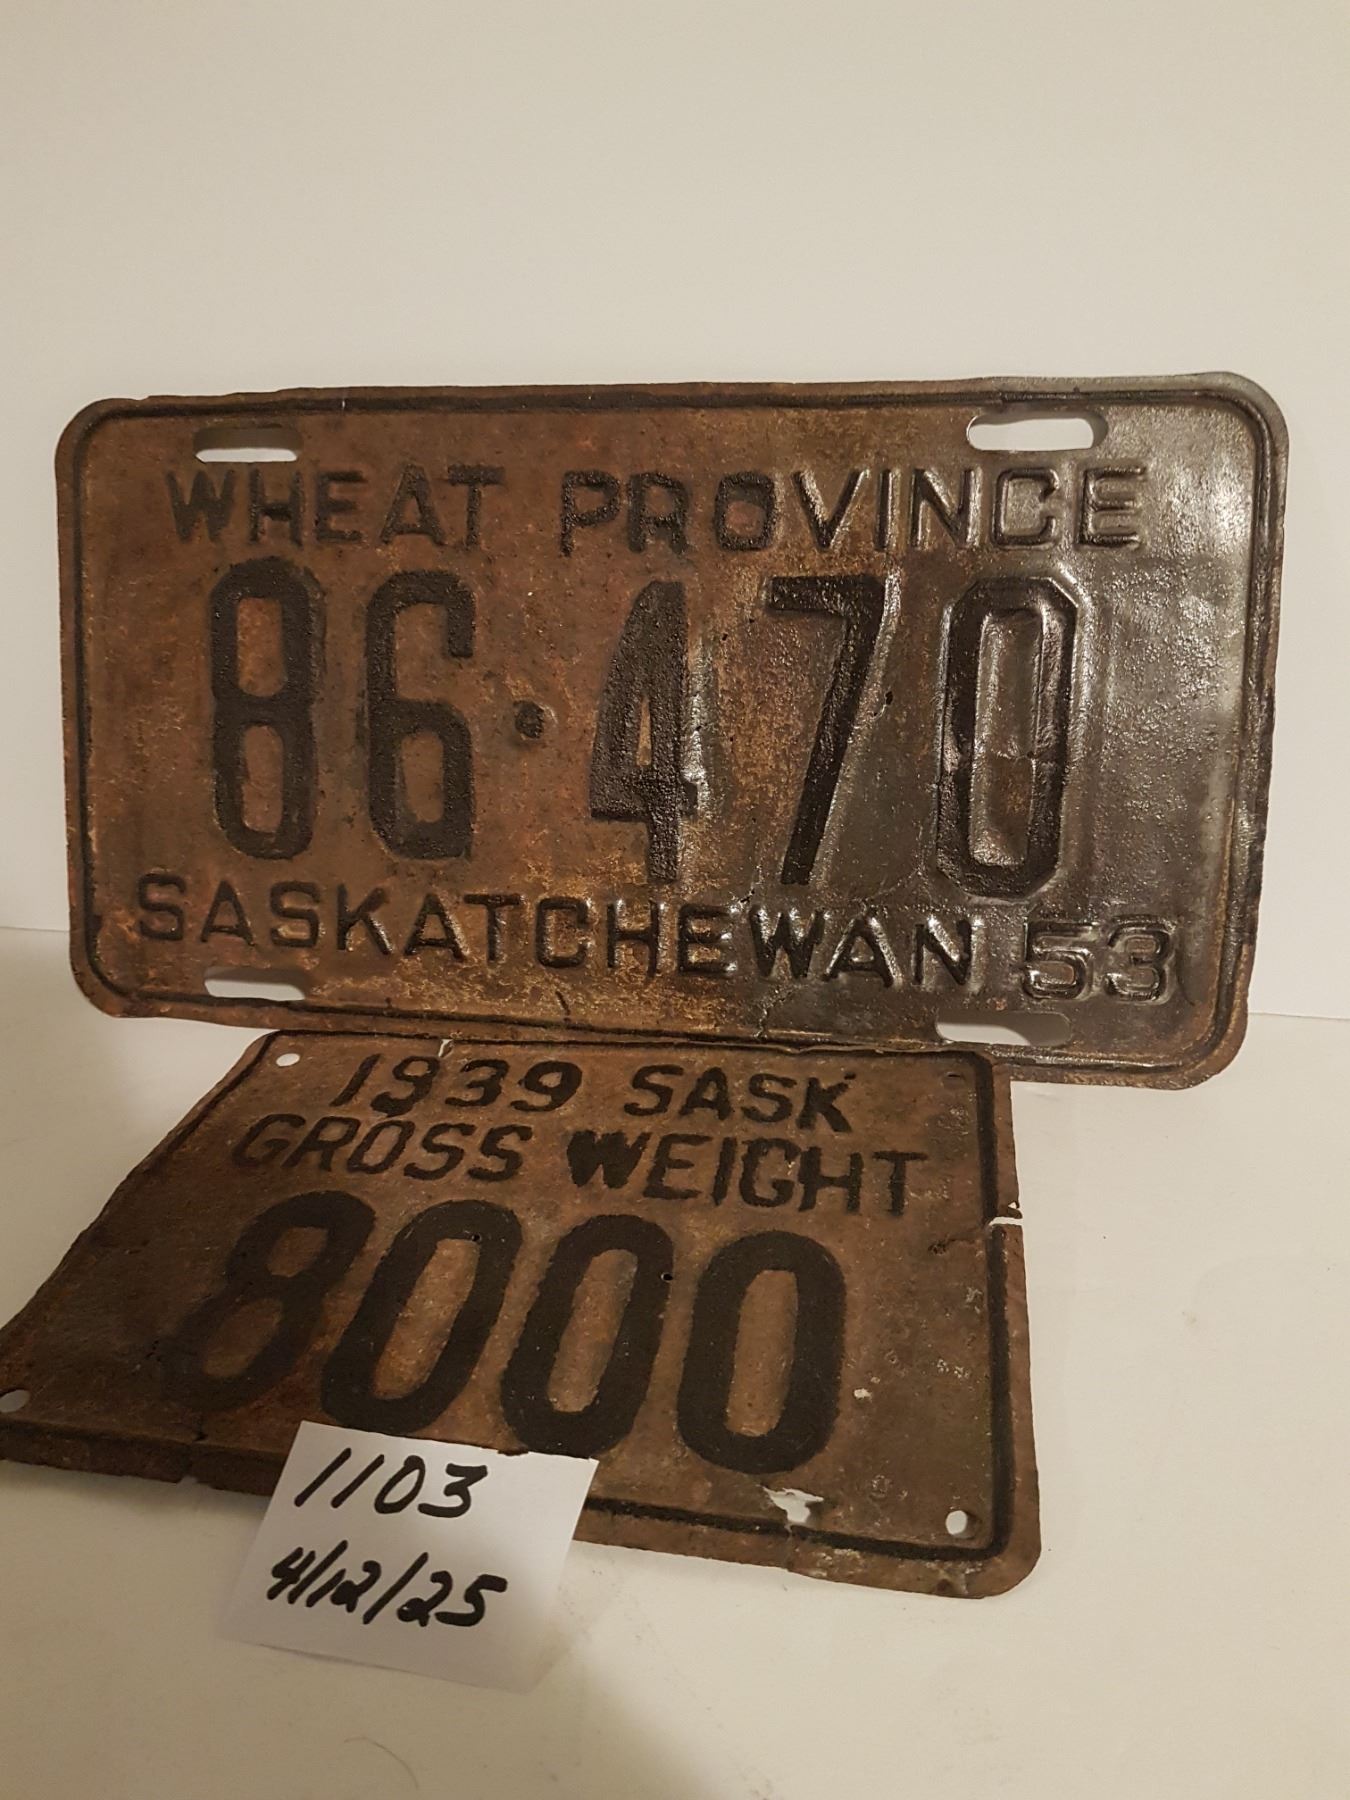 WHEAT PROVINCE
86·470
SASKATCHEWAN 53
1939 SASK
GROSS WEIGHT
8000
1103
4/12/25